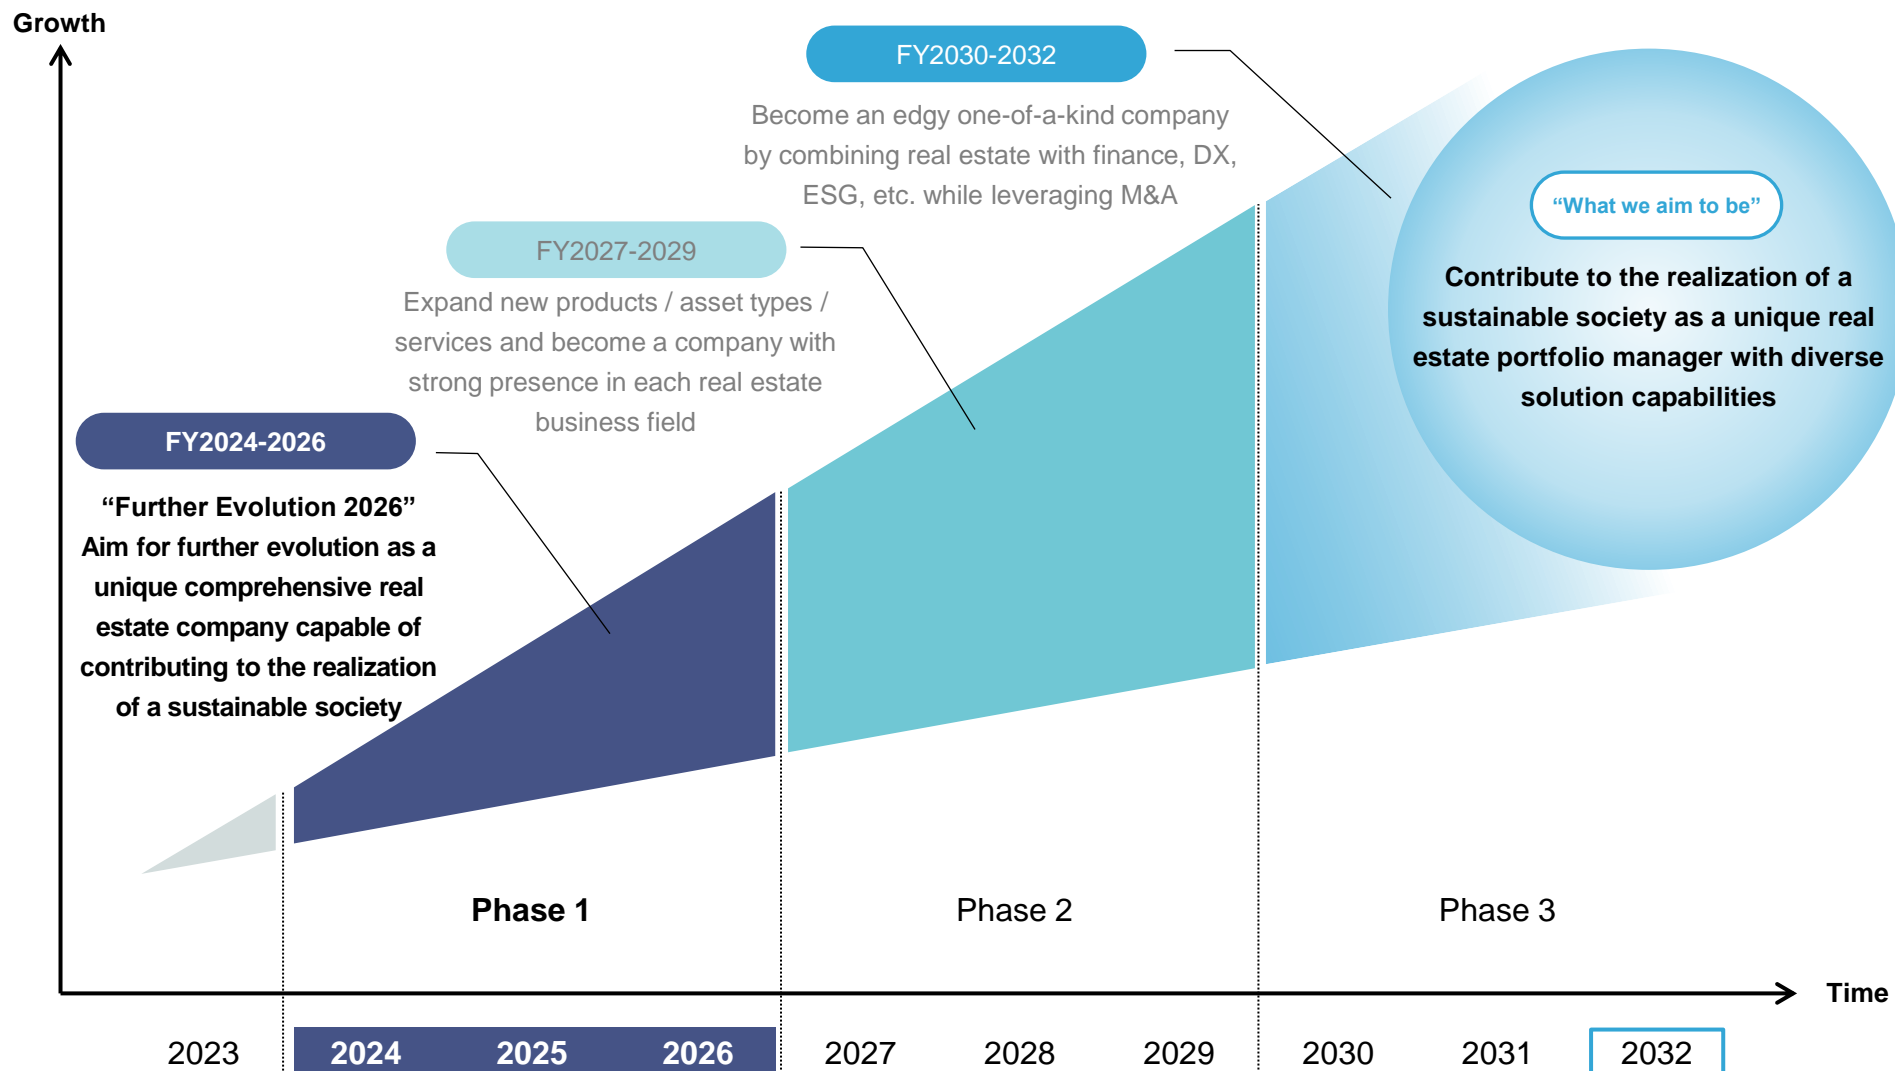 Growth
FY2030-2032
Become an edgy one-of-a-kind company
by combining real estate with finance, DX,
ESG, etc. while leveraging M&A
“What we aim to be”
Contribute to the realization of a
sustainable society as a unique real
estate portfolio manager with diverse
solution capabilities
FY2027-2029
Expand new products / asset types /
services and become a company with
strong presence in each real estate
business field
FY2024-2026
“Further Evolution 2026”
Aim for further evolution as a
unique comprehensive real
estate company capable of
contributing to the realization
of a sustainable society
Phase 1
Phase 2
Phase 3
Time
2023
2024
2025
2026
2027
2028
2029
2030
2031
2032